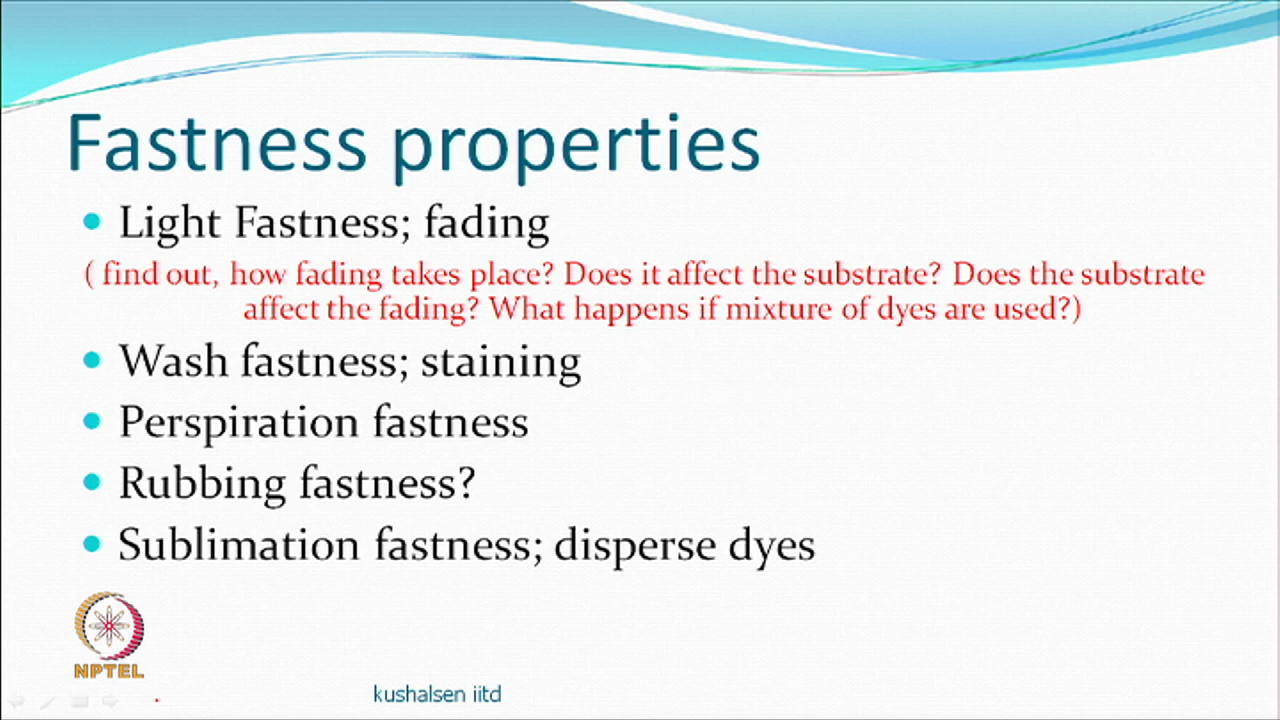 Fastness properties
Light Fastness; fading
( find out, how fading takes place? Does it affect the substrate? Does the substrate
affect the fading? What happens if mixture of dyes are used?)
Wash fastness; staining
Perspiration fastness
Rubbing fastness?
Sublimation fastness; disperse dyes
NPTEL
kushalsen iitd